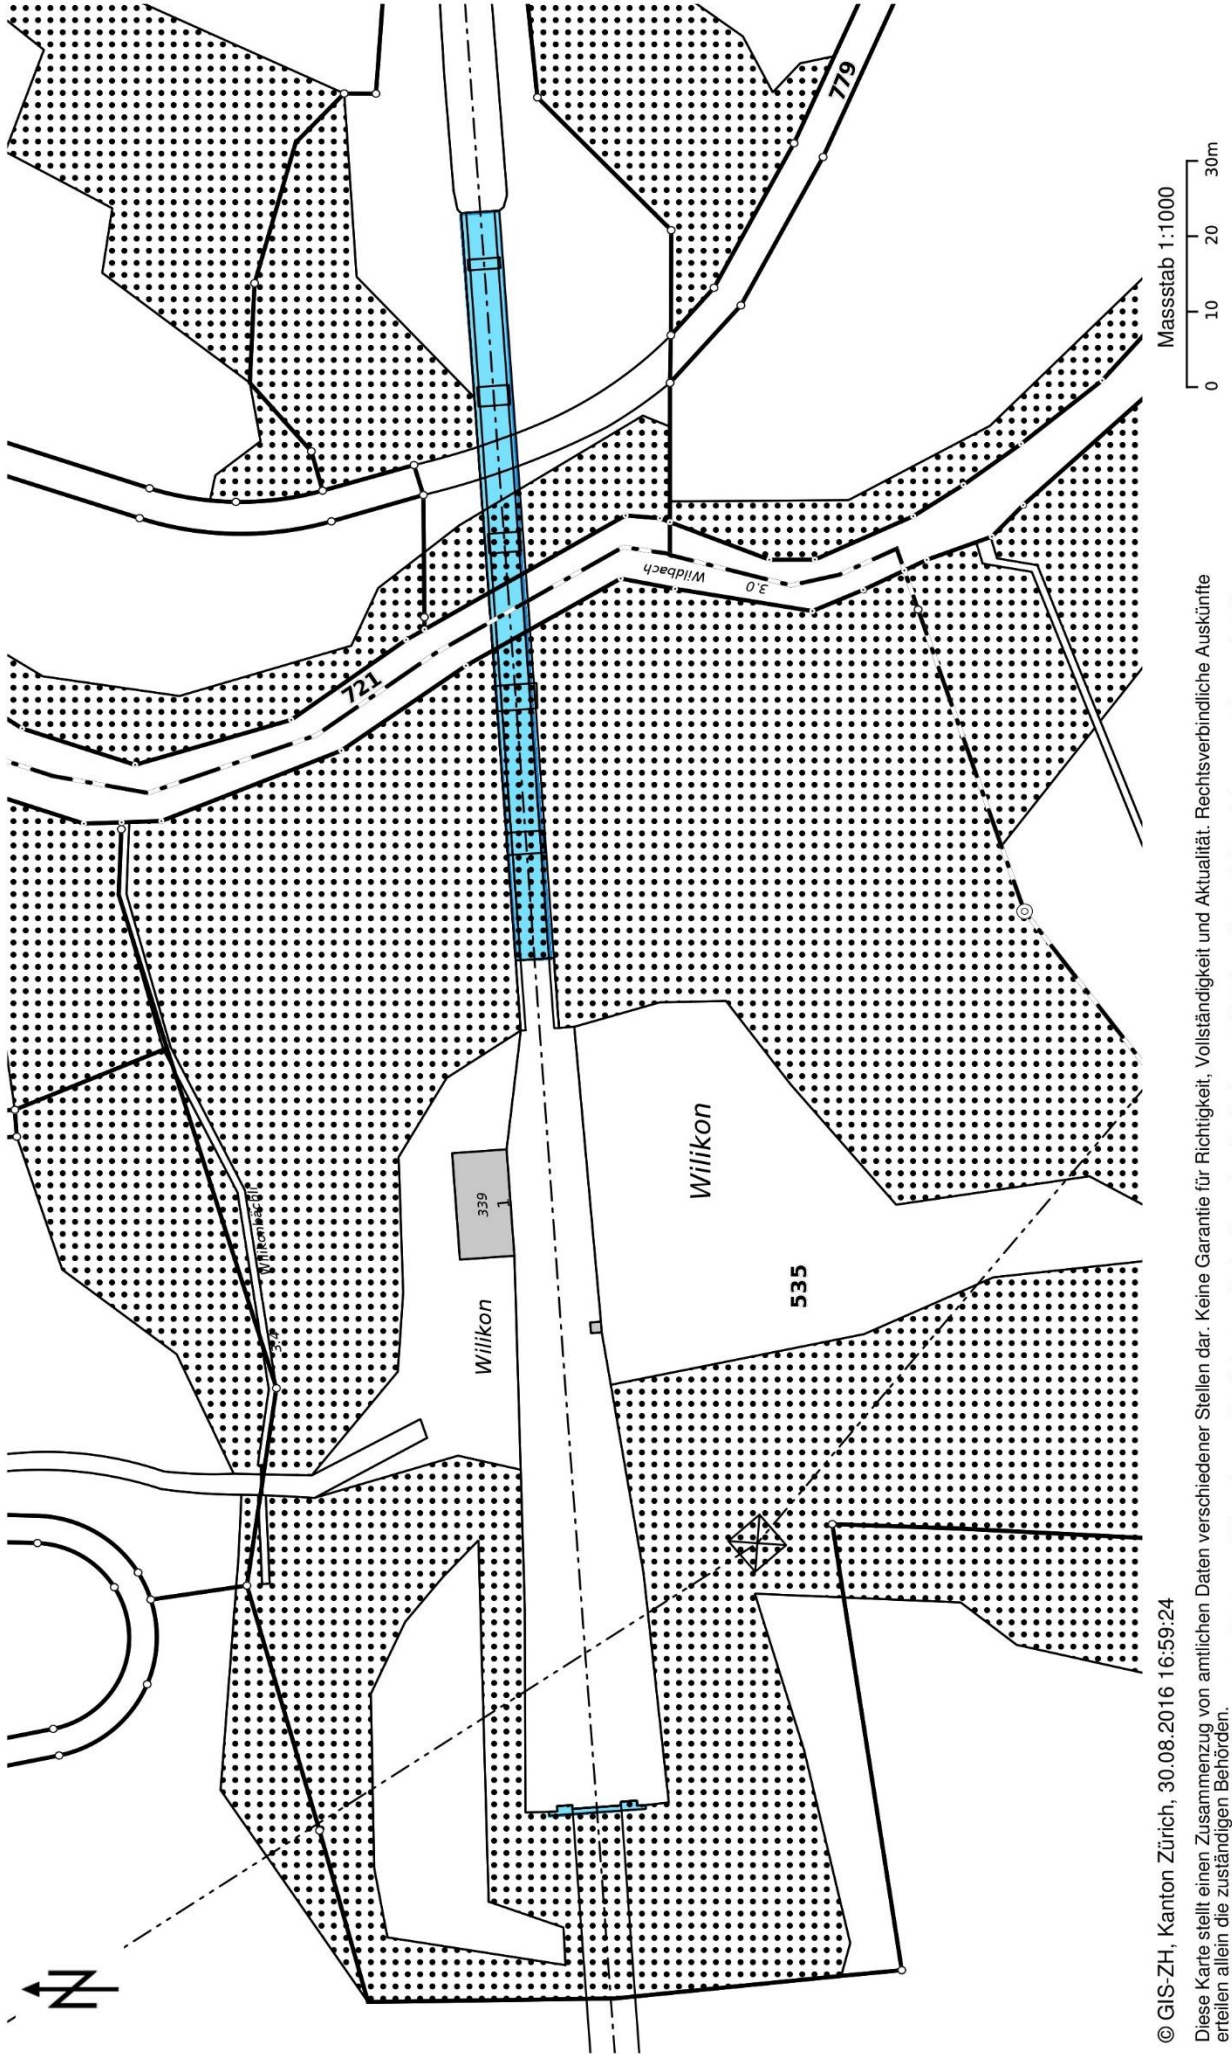 N
779
721
Wildbach
3.0
Wilikonbächli
3.4
339
1
Wilikon
Wilikon
535
Massstab 1:1000
0 10 20 30m
© GIS-ZH, Kanton Zürich, 30.08.2016 16:59:24
Diese Karte stellt einen Zusammenzug von amtlichen Daten verschiedener Stellen dar. Keine Garantie für Richtigkeit, Vollständigkeit und Aktualität. Rechtsverbindliche Auskünfte
erteilen allein die zuständigen Behörden.